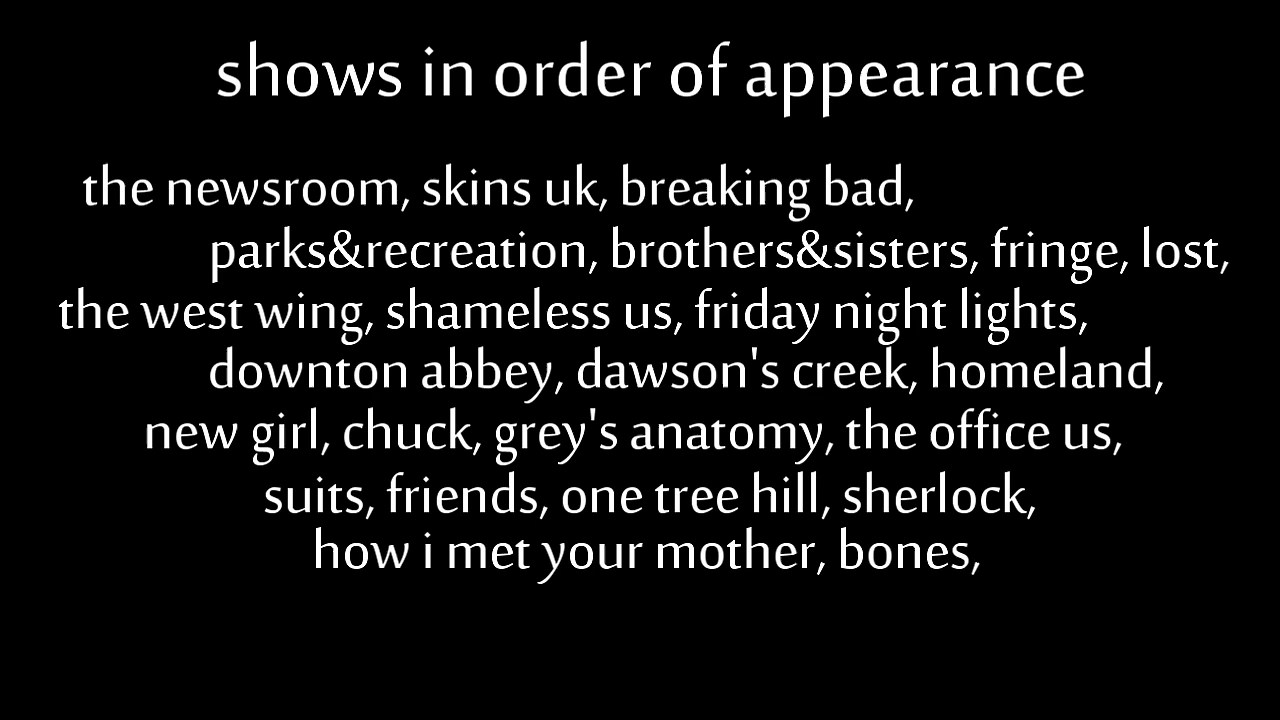 shows in order of appearance
the newsroom, skins uk, breaking bad,
parks&recreation, brothers&sisters, fringe, lost,
the west wing, shameless us, friday night lights,
downton abbey, dawson's creek, homeland,
new girl, chuck, grey's anatomy, the office us,
suits, friends, one tree hill, sherlock,
how i met your mother, bones,